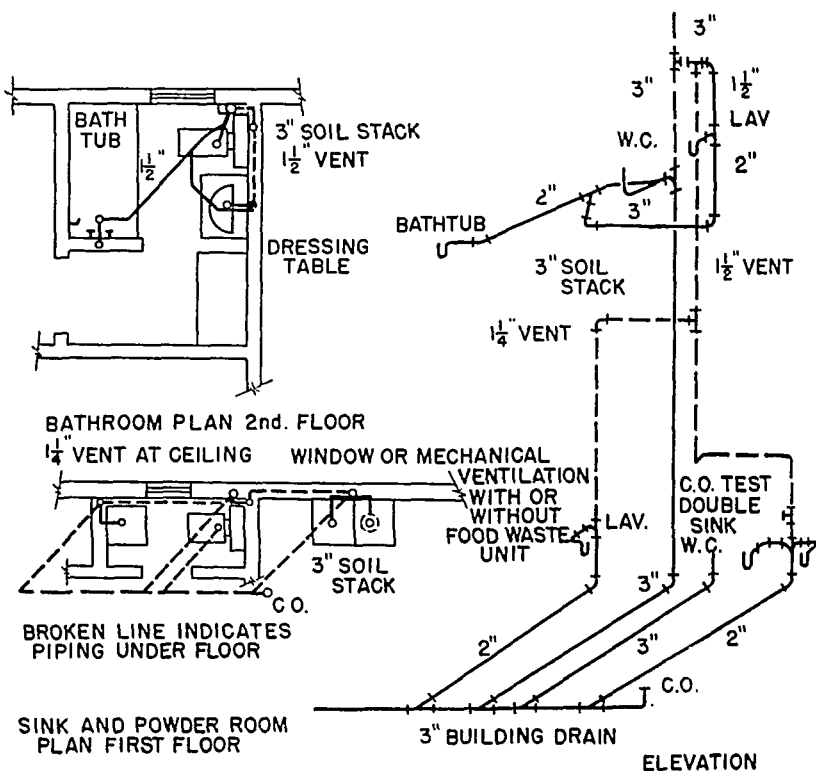 BATH
TUB
1½"
3" SOIL STACK
1½" VENT
DRESSING
TABLE
BATHROOM PLAN 2nd. FLOOR
1¼" VENT AT CEILING
WINDOW OR MECHANICAL
VENTILATION
WITH OR
WITHOUT
FOOD WASTE
UNIT
3" SOIL
STACK
C.O.
BROKEN LINE INDICATES
PIPING UNDER FLOOR
SINK AND POWDER ROOM
PLAN FIRST FLOOR
3"
3"
1½"
LAV
W.C.
2"
2"
3"
BATHTUB
3" SOIL
STACK
1½" VENT
1¼" VENT
C.O. TEST
DOUBLE
SINK
W.C.
LAV.
3"
2"
3"
2"
C.O.
3" BUILDING DRAIN
ELEVATION